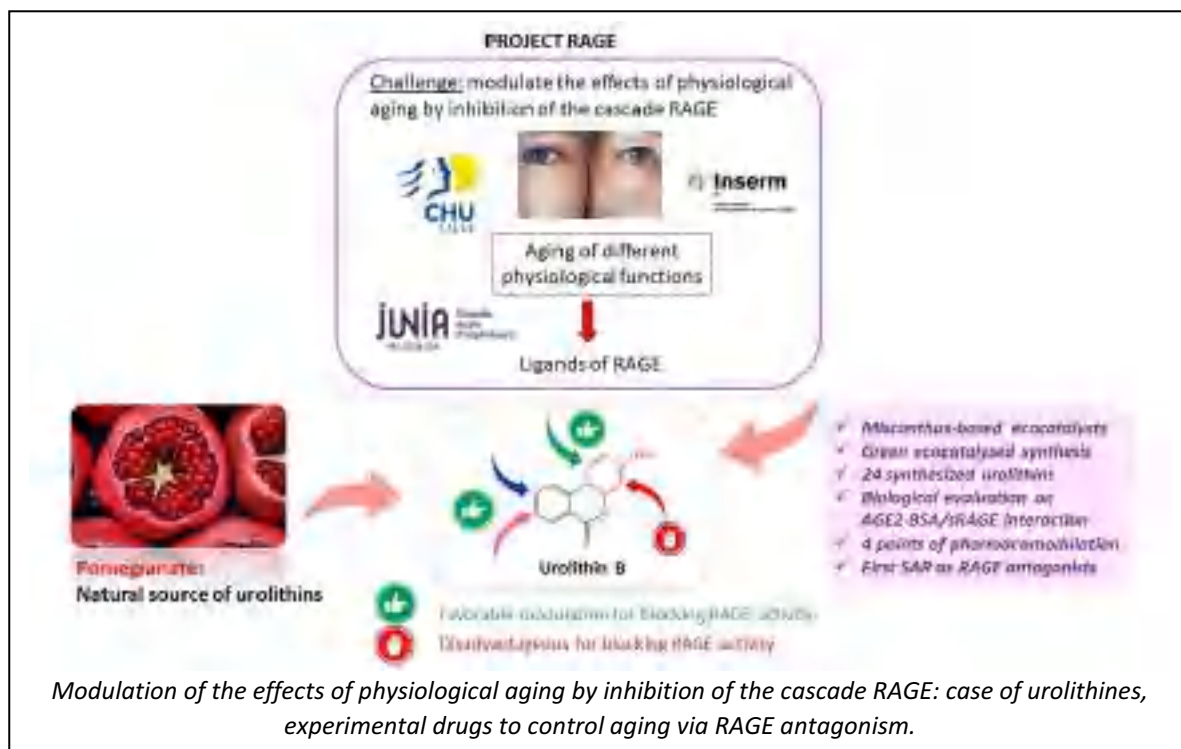 PROJECT RAGE
Challenge: modulate the effects of physiological
aging by inhibition of the cascade RAGE
CHU
LILLE
Inserm
Aging of different
physiological functions
JUNIA
Ligands of RAGE
Pomegranate:
Natural source of urolithins
Urolithin B
✓ Miscanthus-based ecocatalysts
✓ Green ecocatalysed synthesis
✓ 24 synthesized urolithins
✓ Biological evaluation on
AGE2-BSA/sRAGE interaction
✓ 4 points of pharmacomodulation
✓ First SAR as RAGE antagonists
Favorable modulation for blocking RAGE activity
Disadvantageous for blocking RAGE activity
Modulation of the effects of physiological aging by inhibition of the cascade RAGE: case of urolithines,
experimental drugs to control aging via RAGE antagonism.